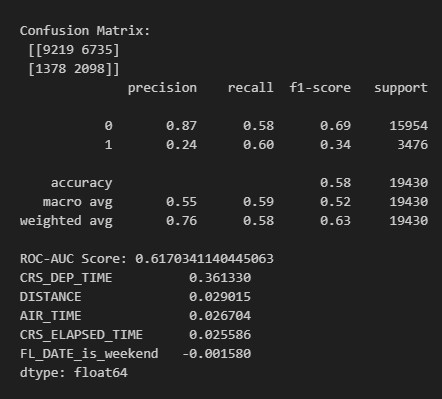 Confusion Matrix:
[[9219 6735]
[1378 2098]]
precision recall f1-score support
0 0.87 0.58 0.69 15954
1 0.24 0.60 0.34 3476
accuracy 0.58 19430
macro avg 0.55 0.59 0.52 19430
weighted avg 0.76 0.58 0.63 19430
ROC-AUC Score: 0.6170341140445063
CRS_DEP_TIME 0.361330
DISTANCE 0.029015
AIR_TIME 0.026704
CRS_ELAPSED_TIME 0.025586
FL_DATE_is_weekend -0.001580
dtype: float64